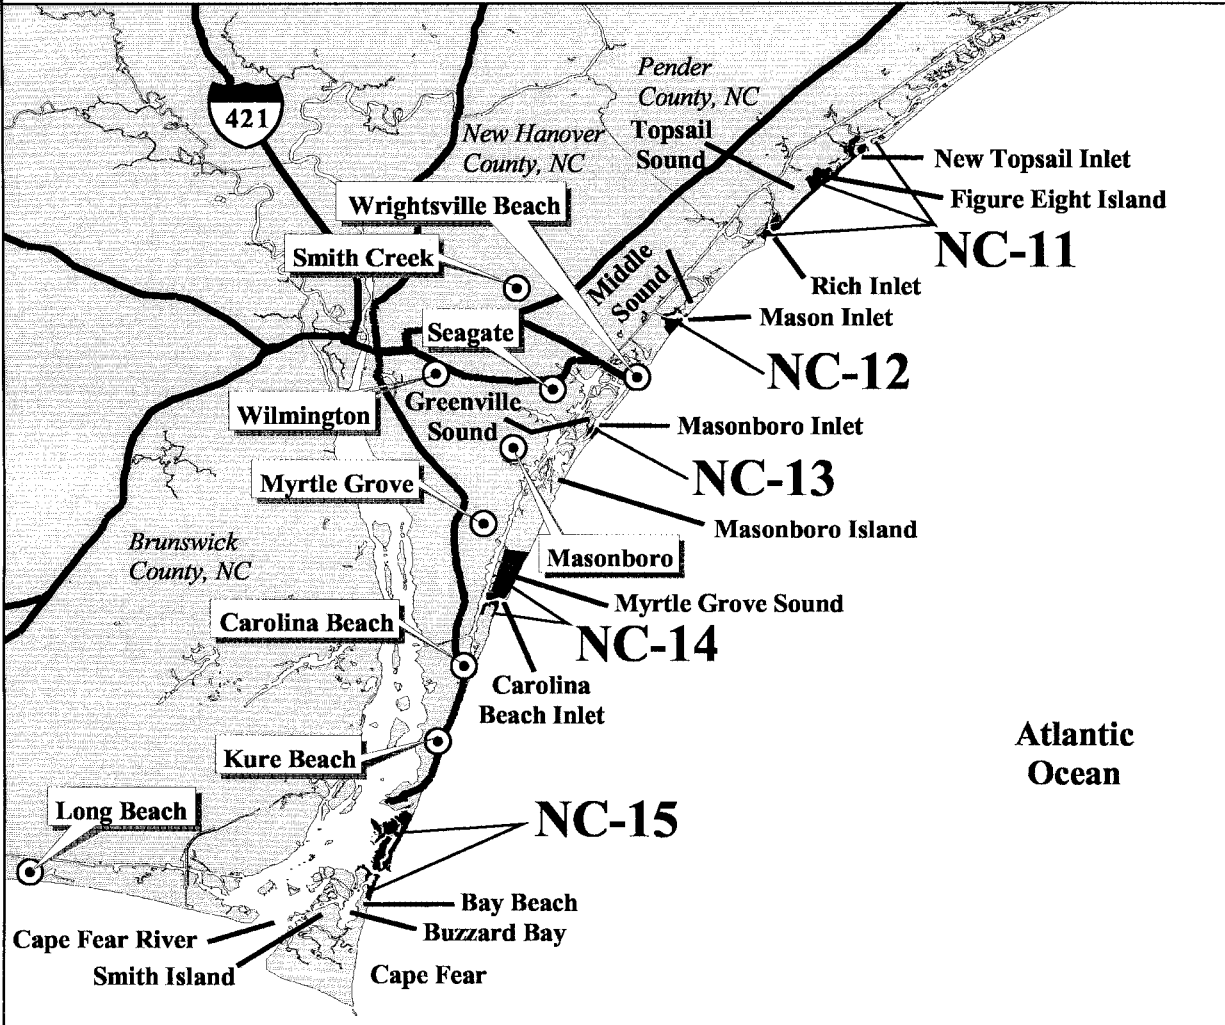 Pender
County, NC
421
New Hanover
County, NC
Topsail
Sound
New Topsail Inlet
Figure Eight Island
Wrightsville Beach
NC-11
Smith Creek
Middle
Sound
Rich Inlet
Mason Inlet
Seagate
NC-12
Wilmington
Greenville
Sound
Masonboro Inlet
NC-13
Myrtle Grove
Masonboro Island
Brunswick
County, NC
Masonboro
Myrtle Grove Sound
Carolina Beach
NC-14
Carolina
Beach Inlet
Atlantic
Ocean
Kure Beach
Long Beach
NC-15
Bay Beach
Buzzard Bay
Cape Fear River
Smith Island
Cape Fear